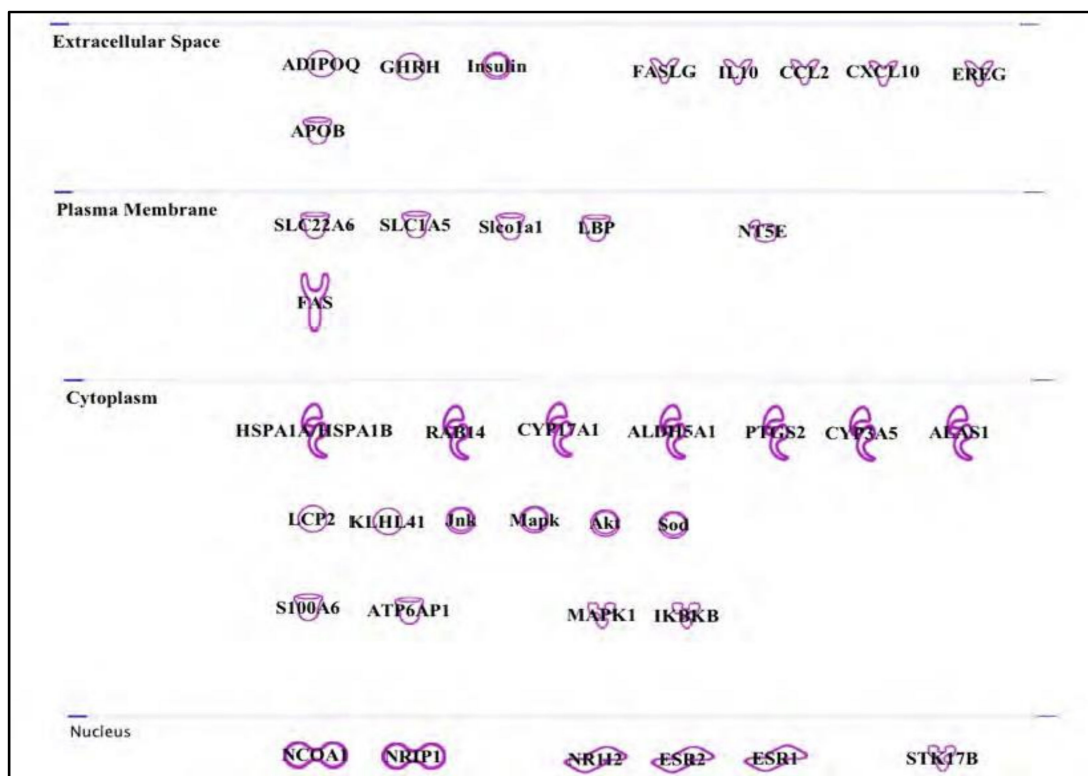 Extracellular Space
ADIPOQ GHRH Insulin FASLG IL10 CCL2 CXCL10 EREG
APOB
Plasma Membrane
SLC22A6 SLC1A5 Slco1a1 LBP NT5E
FAS
Cytoplasm
HSPA1A/HSPA1B RAB14 CYP17A1 ALDH5A1 PTGS2 CYP3A5 ALAS1
LCP2 KLHL41 Jnk Mapk Akt Sod
S100A6 ATP6AP1 MAPK1 IKBKB
Nucleus
NCOA1 NRIP1 NR1I2 ESR2 ESR1 STK17B